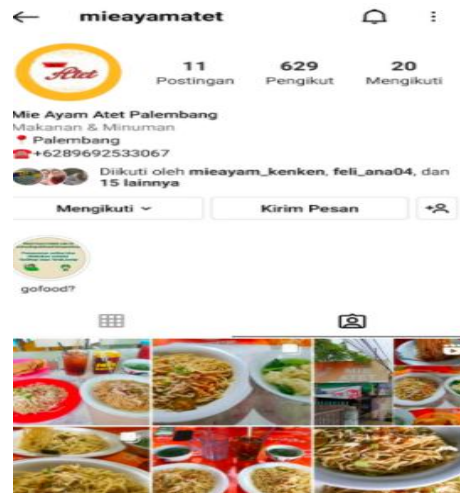 mieayamatet
Atet
11 629 20
Postingan Pengikut Mengikuti
Mie Ayam Atet Palembang
Makanan & Minuman
Palembang
+6289692533067
Diikuti oleh mieayam_kenken, feli_ana04, dan
15 lainnya
Mengikuti Kirim Pesan
gofood?